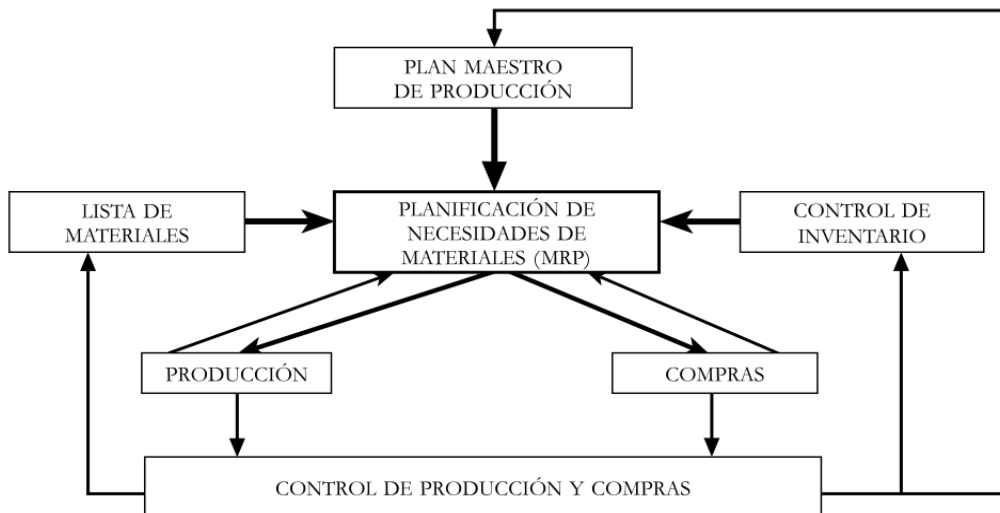 PLAN MAESTRO
DE PRODUCCIÓN
LISTA DE
MATERIALES
PLANIFICACIÓN DE
NECESIDADES DE
MATERIALES (MRP)
CONTROL DE
INVENTARIO
PRODUCCIÓN
COMPRAS
CONTROL DE PRODUCCIÓN Y COMPRAS